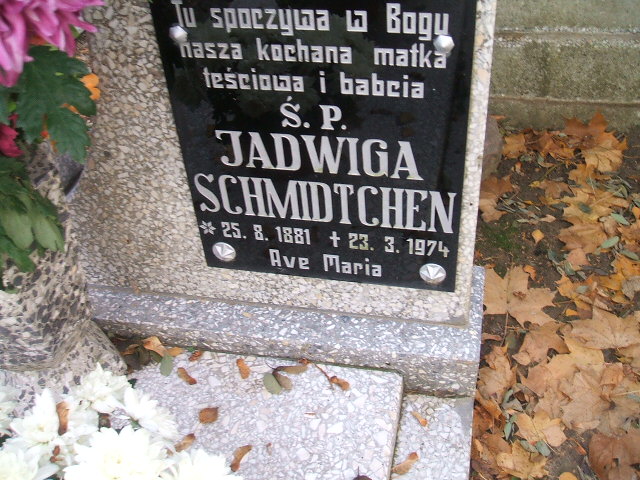 Tu spoczywa w Bogu
nasza kochana matka
teściowa i babcia
Ś. P.
JADWIGA
SCHMIDTCHEN
* 25. 8. 1881 + 23. 3. 1974
Ave Maria